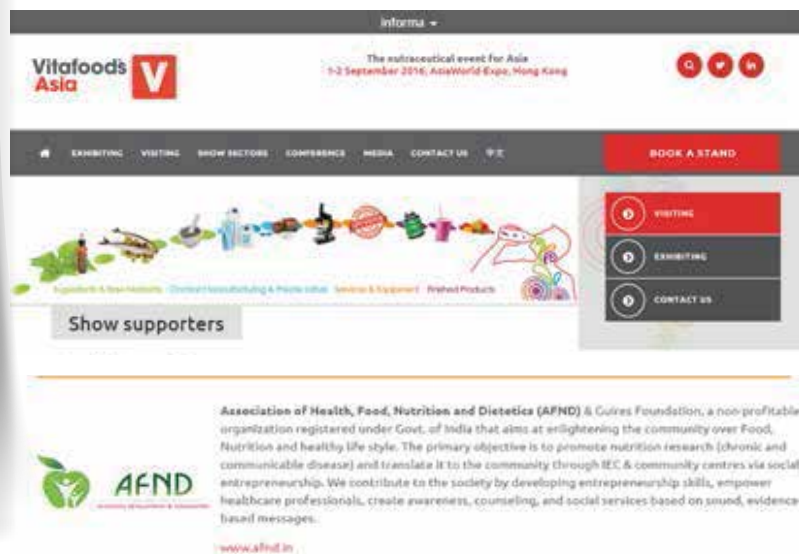 informa
Vitafoods
Asia
V
The nutraceutical event for Asia
1-2 September 2016, AsiaWorld-Expo, Hong Kong
EXHIBITING VISITING SHOW SECTORS CONFERENCE MEDIA CONTACT US 中文
BOOK A STAND
VISITING
EXHIBITING
CONTACT US
Ingredients & Raw Materials Contract Manufacturing & Private Label Services & Equipment Finished Products
Show supporters
Association of Health, Food, Nutrition and Dietetics (AFND) & Guires Foundation, a non-profitable
organization registered under Govt. of India that aims at enlightening the community over Food,
Nutrition and healthy life style. The primary objective is to promote nutrition research (chronic and
communicable disease) and translate it to the community through IEC & community centres via social
entrepreneurship. We contribute to the society by developing entrepreneurship skills, empower
healthcare professionals, create awareness, counseling, and social services based on sound, evidence
based messages.
AFND
www.afnd.in